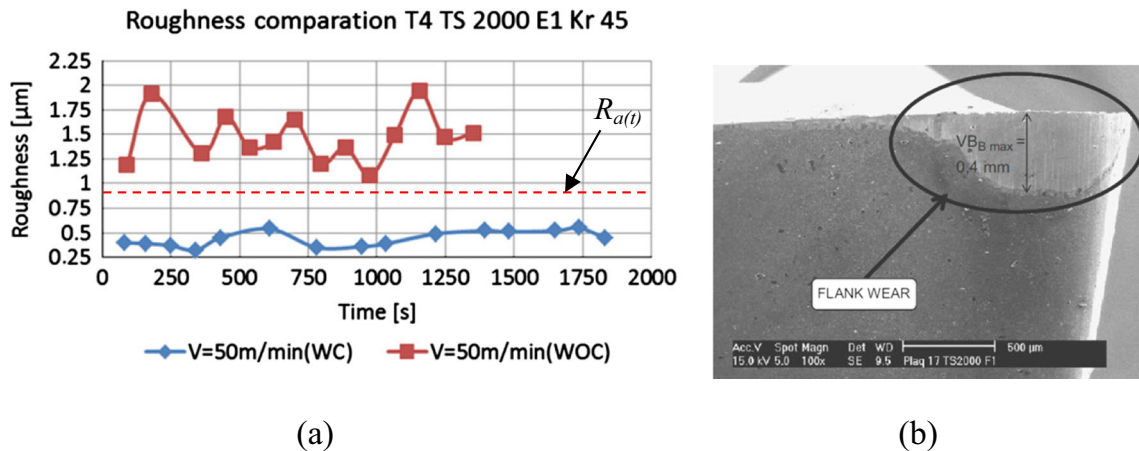 Roughness comparation T4 TS 2000 E1 Kr 45
Roughness [µm]
2.25
2
1.75
1.5
1.25
1
0.75
0.5
0.25
0 250 500 750 1000 1250 1500 1750 2000
Time [s]
Ra(t)
V=50m/min(WC) V=50m/min(WOC)
(a)
VBB max =
0,4 mm
FLANK WEAR
Acc.V Spot Magn Det WD 500 µm
15.0 kV 5.0 100x SE 9.5 Plaq 17 TS2000 F1
(b)